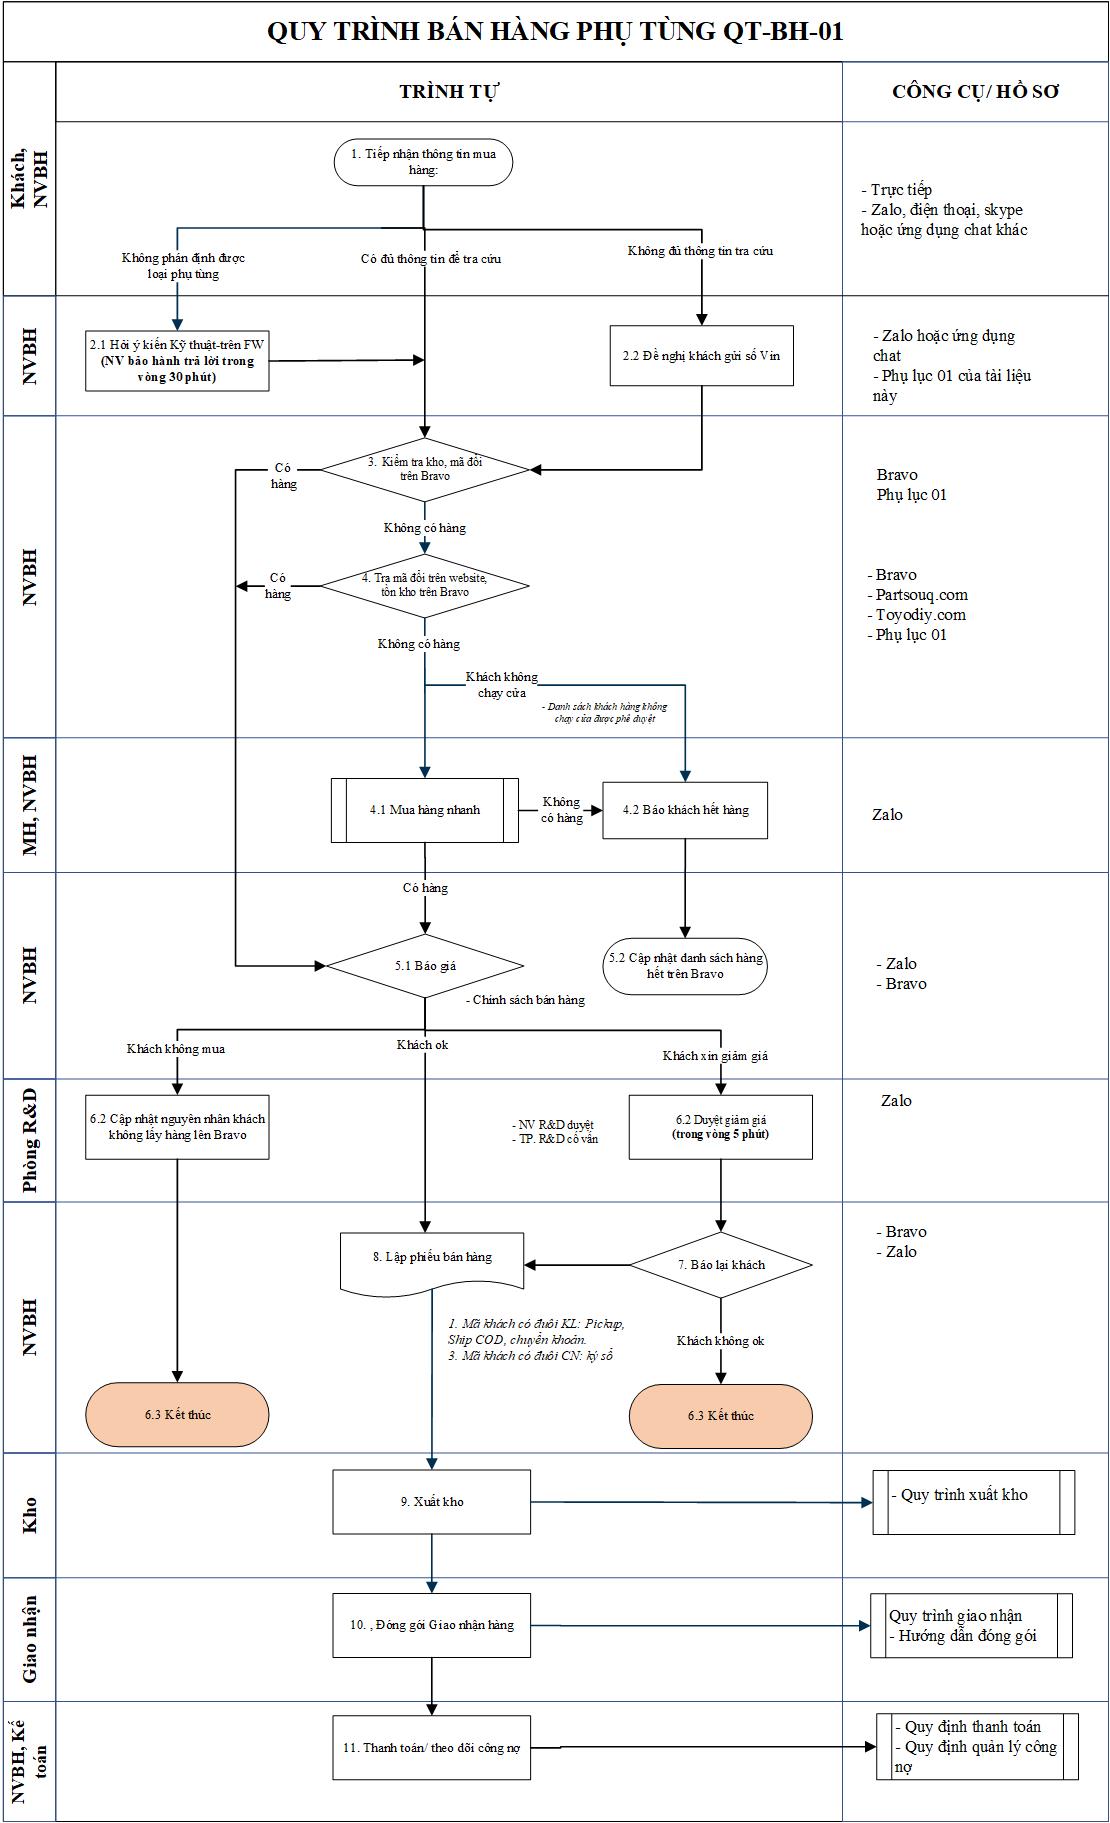 QUY TRÌNH BÁN HÀNG PHỤ TÙNG QT-BH-01
TRÌNH TỰ
CÔNG CỤ/ HỒ SƠ
Khách,
NVBH
1. Tiếp nhận thông tin mua
hàng:
Không phân định được
loại phụ tùng
Có đủ thông tin để tra cứu
Không đủ thông tin tra cứu
- Trực tiếp
- Zalo, điện thoại, skype
hoặc ứng dụng chat khác
NVBH
2.1 Hỏi ý kiến Kỹ thuật-trên FW
(NV bảo hành trả lời trong
vòng 30 phút)
2.2 Đề nghị khách gửi số Vin
- Zalo hoặc ứng dụng
chat
- Phụ lục 01 của tài liệu
này
NVBH
3. Kiểm tra kho, mã đổi
trên Bravo
Có
hàng
Không có hàng
4. Tra mã đổi trên website,
tồn kho trên Bravo
Có
hàng
Không có hàng
Khách không
chạy cửa
- Danh sách khách hàng không
chạy cửa được phê duyệt
Bravo
Phụ lục 01
- Bravo
- Partsouq.com
- Toyodiy.com
- Phụ lục 01
MH, NVBH
4.1 Mua hàng nhanh
Không
có hàng
4.2 Báo khách hết hàng
Zalo
NVBH
Có hàng
5.1 Báo giá
5.2 Cập nhật danh sách hàng
hết trên Bravo
- Chính sách bán hàng
Khách không mua
Khách ok
Khách xin giảm giá
- Zalo
- Bravo
Phòng R&D
6.2 Cập nhật nguyên nhân khách
không lấy hàng lên Bravo
- NV R&D duyệt
- TP. R&D cố vấn
6.2 Duyệt giảm giá
(trong vòng 5 phút)
Zalo
NVBH
8. Lập phiếu bán hàng
7. Báo lại khách
1. Mã khách có đuôi KL: Pickup,
Ship COD, chuyển khoản.
3. Mã khách có đuôi CN: ký sổ
Khách không ok
6.3 Kết thúc
6.3 Kết thúc
- Bravo
- Zalo
Kho
9. Xuất kho
- Quy trình xuất kho
Giao nhận
10. , Đóng gói Giao nhận hàng
Quy trình giao nhận
- Hướng dẫn đóng gói
NVBH, Kế
toán
11. Thanh toán/ theo dõi công nợ
- Quy định thanh toán
- Quy định quản lý công
nợ